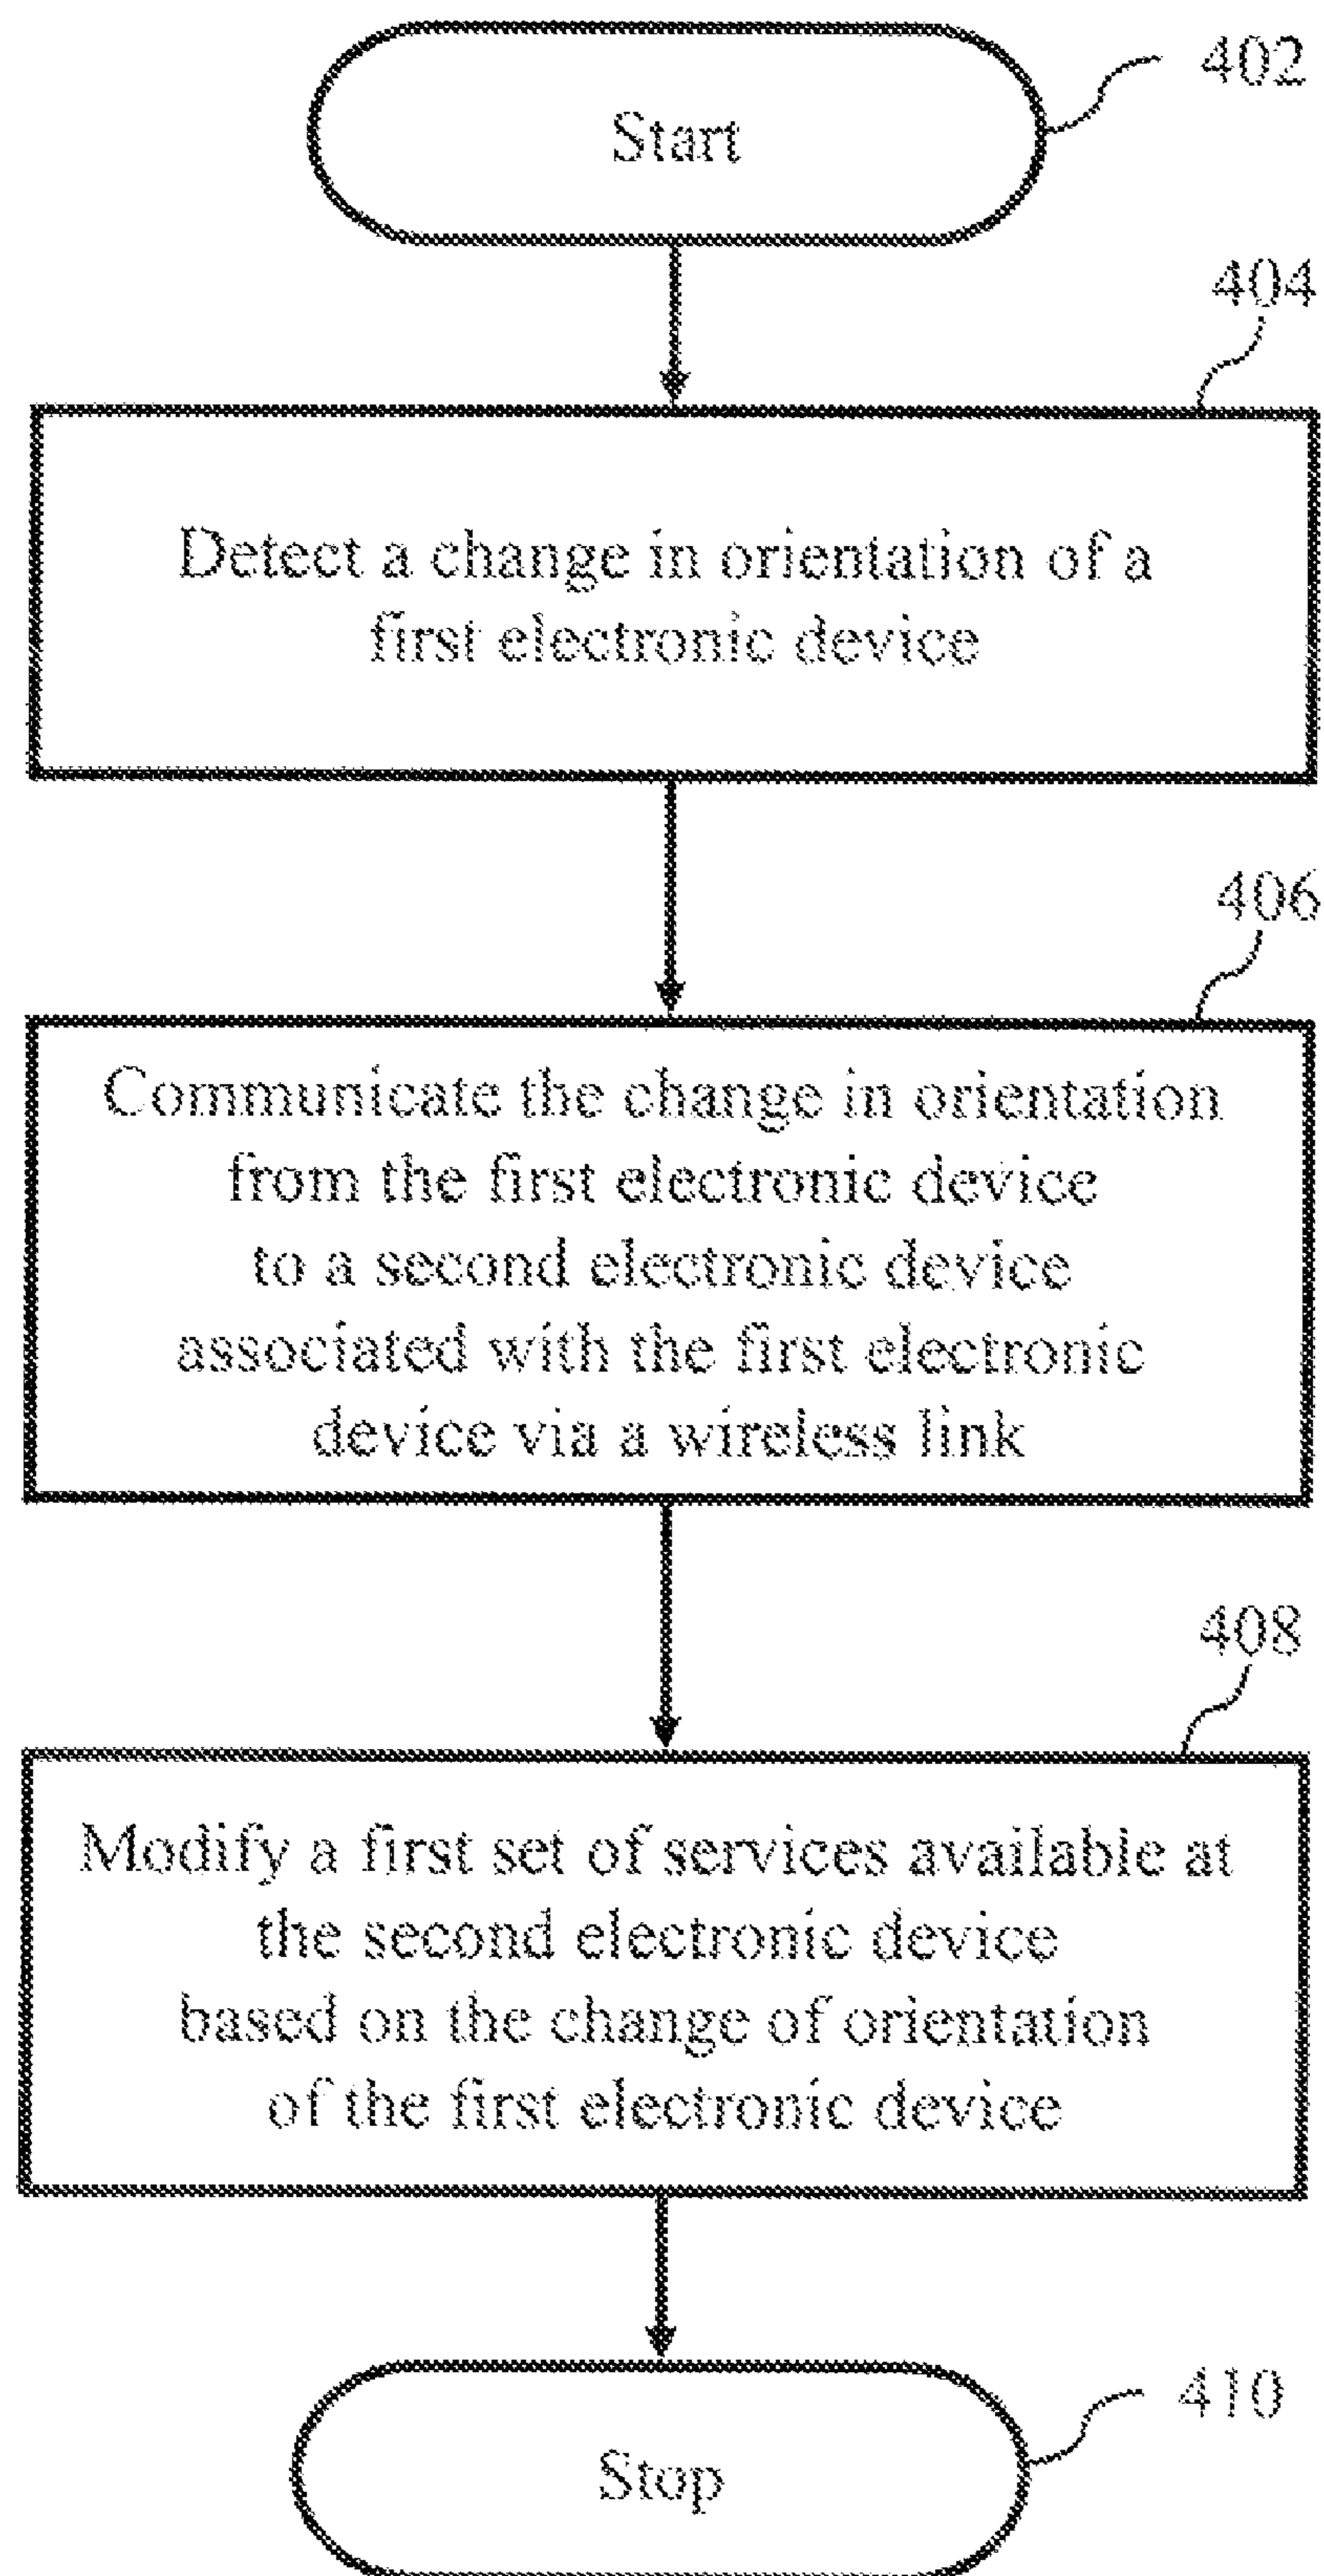 402
Start
404
Detect a change in orientation of a
first electronic device
406
Communicate the change in orientation
from the first electronic device
to a second electronic device
associated with the first electronic
device via a wireless link
408
Modify a first set of services available at
the second electronic device
based on the change of orientation
of the first electronic device
410
Stop